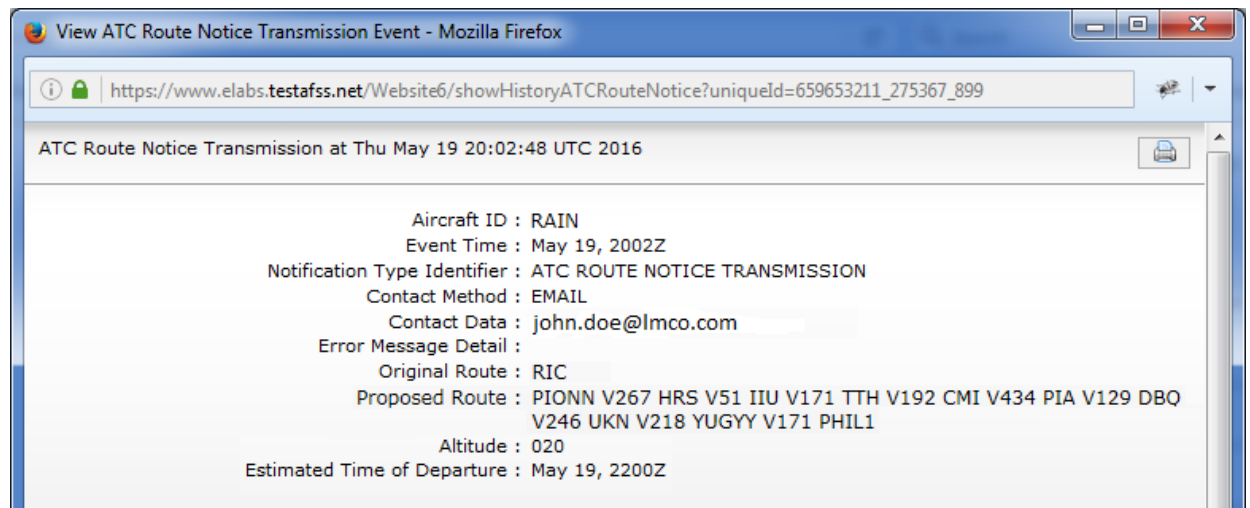 View ATC Route Notice Transmission Event - Mozilla Firefox
https://www.elabs.testafss.net/Website6/showHistoryATCRouteNotice?uniqueId=659653211_275367_899
ATC Route Notice Transmission at Thu May 19 20:02:48 UTC 2016
Aircraft ID : RAIN
Event Time : May 19, 2002Z
Notification Type Identifier : ATC ROUTE NOTICE TRANSMISSION
Contact Method : EMAIL
Contact Data : john.doe@lmco.com
Error Message Detail :
Original Route : RIC
Proposed Route : PIONN V267 HRS V51 IIU V171 TTH V192 CMI V434 PIA V129 DBQ
V246 UKN V218 YUGYY V171 PHIL1
Altitude : 020
Estimated Time of Departure : May 19, 2200Z